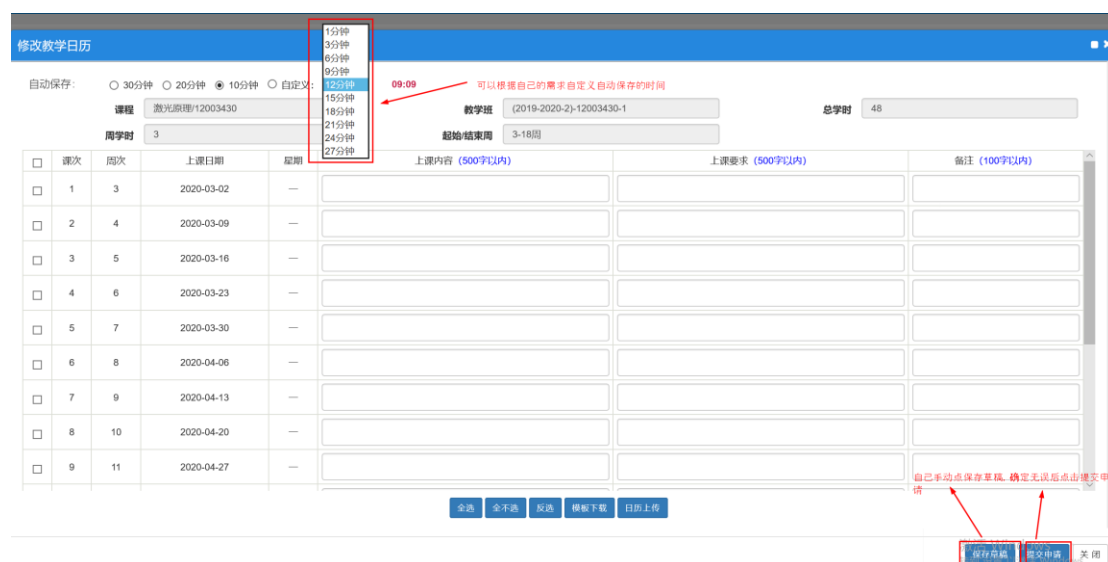 1分钟
3分钟
修改教学日历
6分钟
9分钟
自动保存: 30分钟 20分钟 10分钟 自定义: 12分钟 09:09 可以根据自己的需求自定义自动保存的时间
15分钟
课程 激光原理/12003430 18分钟 教学班 (2019-2020-2)-12003430-1 总学时 48
21分钟
周学时 3 24分钟 起始/结束周 3-18周
27分钟
课次 周次 上课日期 星期 上课内容 (500字以内) 上课要求 (500字以内) 备注 (100字以内)
1 3 2020-03-02 一
2 4 2020-03-09 一
3 5 2020-03-16 一
4 6 2020-03-23 一
5 7 2020-03-30 一
6 8 2020-04-06 一
7 9 2020-04-13 一
8 10 2020-04-20 一
9 11 2020-04-27 一
自己手动点保存草稿, 确定无误后点击提交申
请
全选 全不选 反选 模板下载 日历上传
激活 Windows
保存草稿 提交申请 关闭